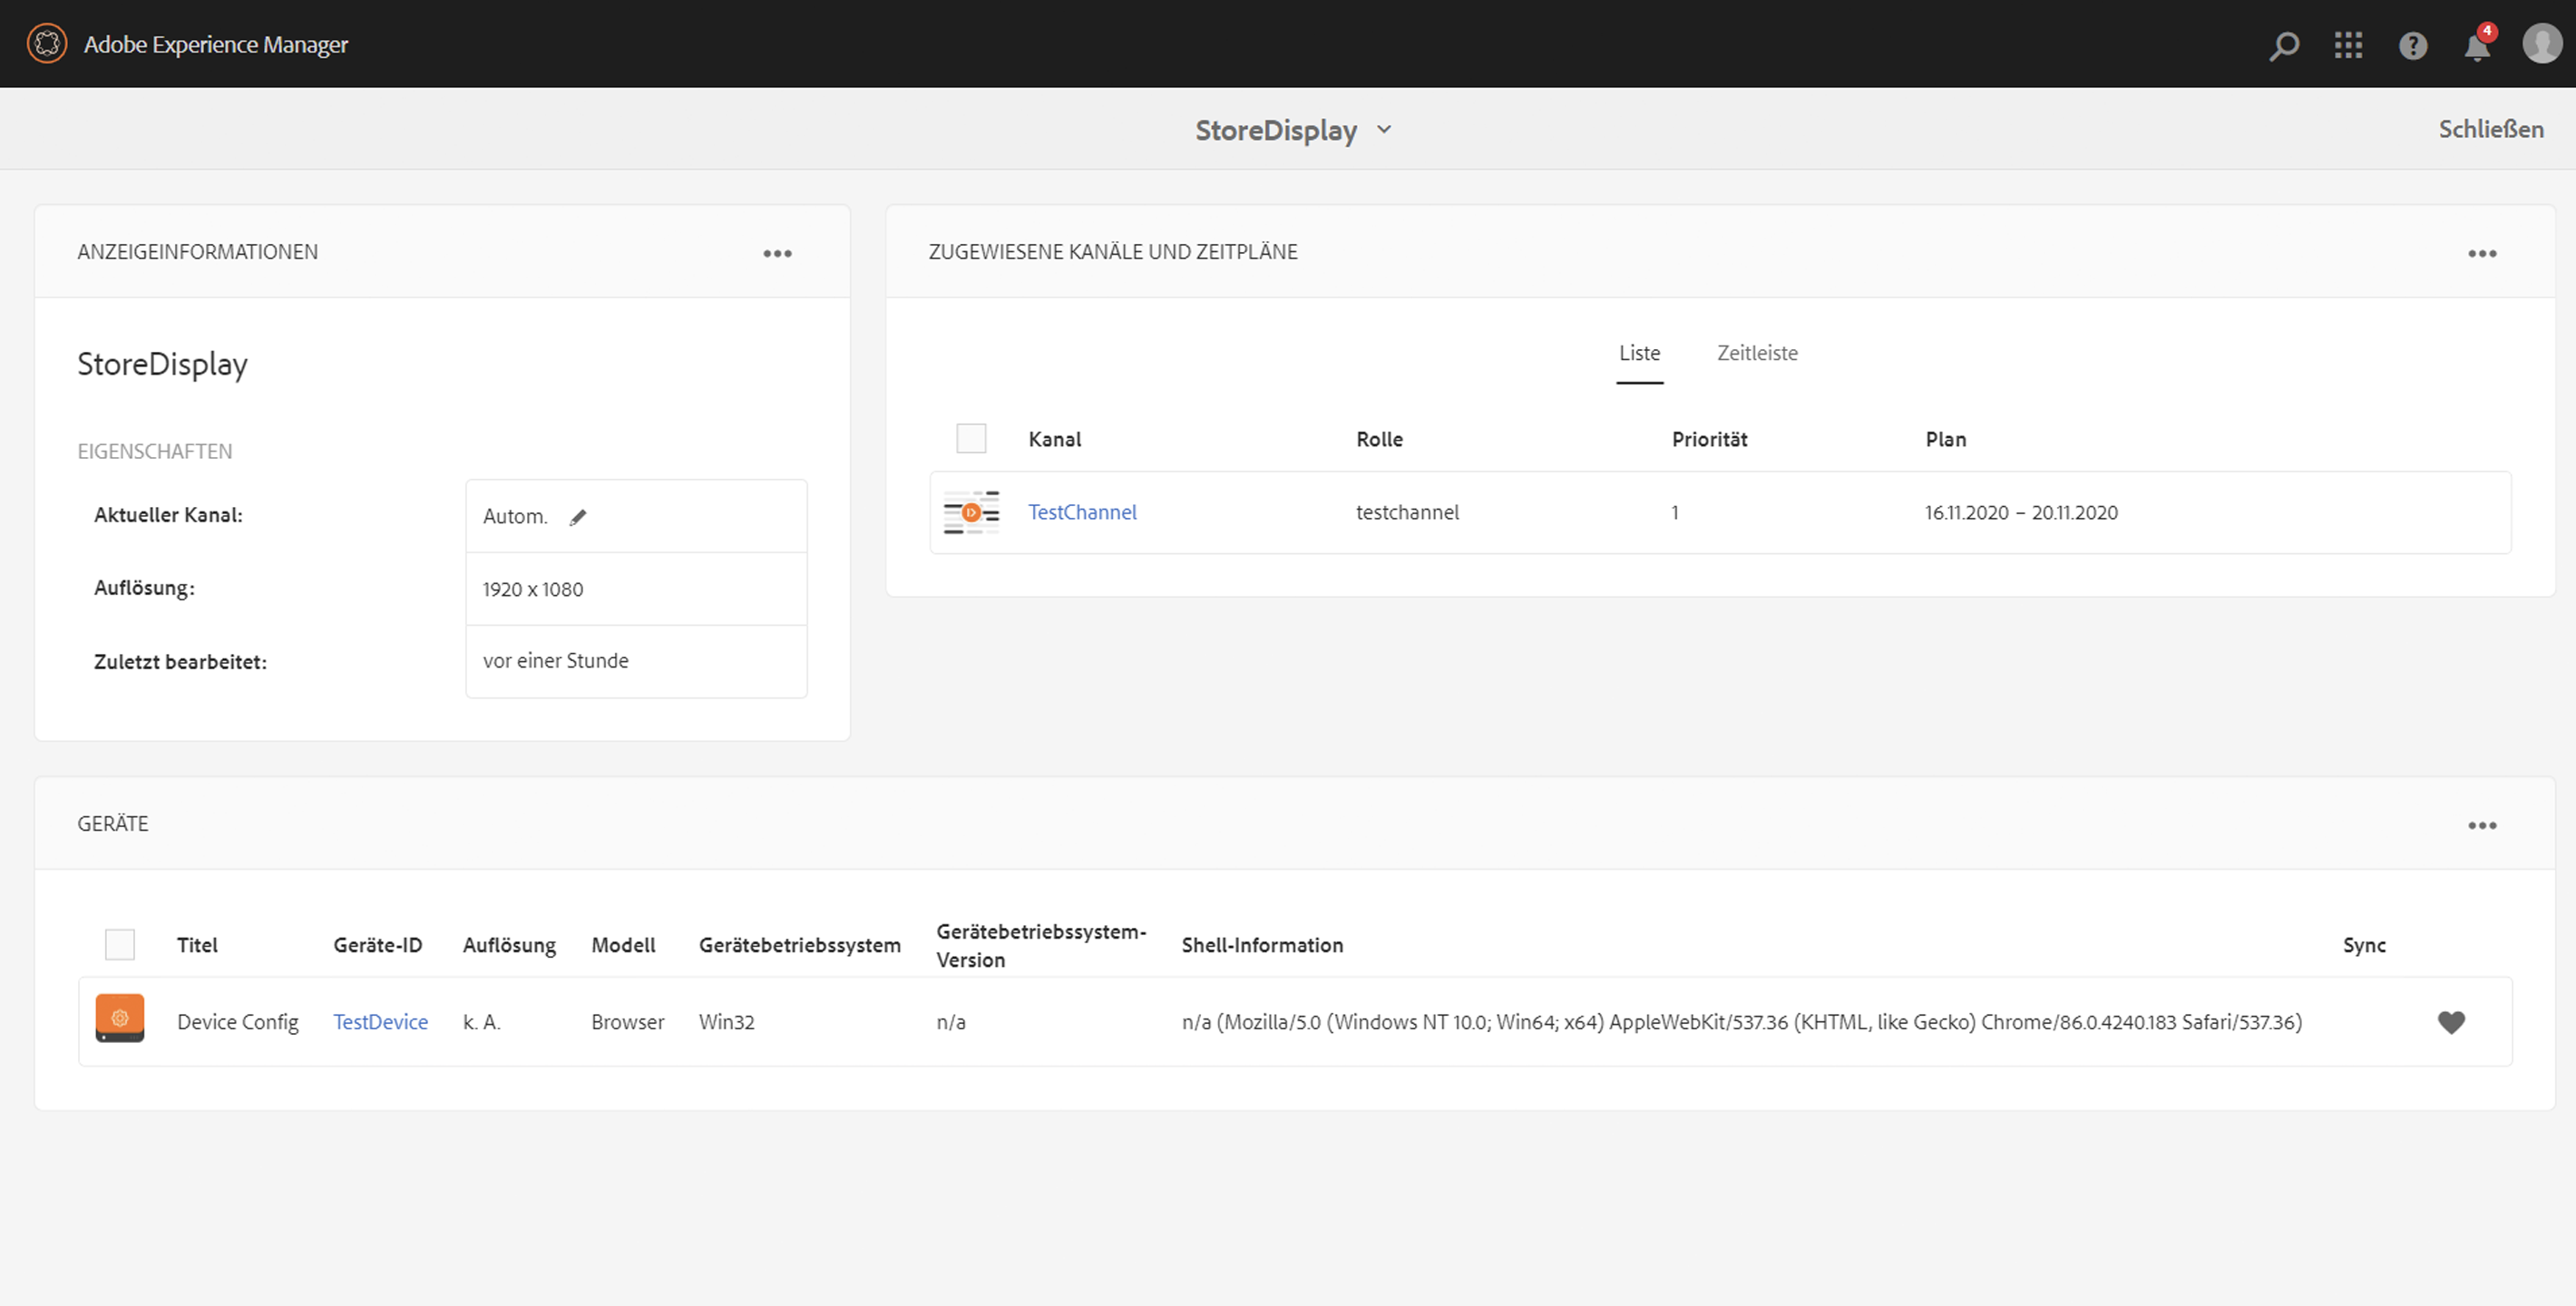 Adobe Experience Manager
4
StoreDisplay
Schließen
ANZEIGEINFORMATIONEN
StoreDisplay
EIGENSCHAFTEN
Aktueller Kanal: Autom.
Auflösung: 1920 x 1080
Zuletzt bearbeitet: vor einer Stunde
ZUGEWIESENE KANÄLE UND ZEITPLÄNE
Liste Zeitleiste
Kanal Rolle Priorität Plan
TestChannel testchannel 1 16.11.2020 – 20.11.2020
GERÄTE
Titel Geräte-ID Auflösung Modell Gerätebetriebssystem Gerätebetriebssystem-
Version Shell-Information Sync
Device Config TestDevice k. A. Browser Win32 n/a n/a (Mozilla/5.0 (Windows NT 10.0; Win64; x64) AppleWebKit/537.36 (KHTML, like Gecko) Chrome/86.0.4240.183 Safari/537.36)